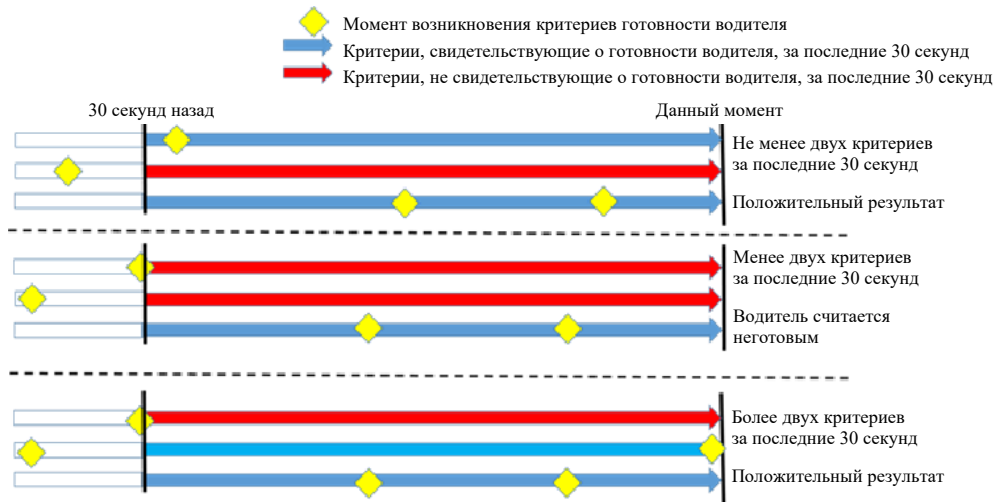 Момент возникновения критериев готовности водителя
Критерии, свидетельствующие о готовности водителя, за последние 30 секунд
Критерии, не свидетельствующие о готовности водителя, за последние 30 секунд
30 секунд назад
Данный момент
Не менее двух критериев
за последние 30 секунд
Положительный результат
Менее двух критериев
за последние 30 секунд
Водитель считается
неготовым
Более двух критериев
за последние 30 секунд
Положительный результат